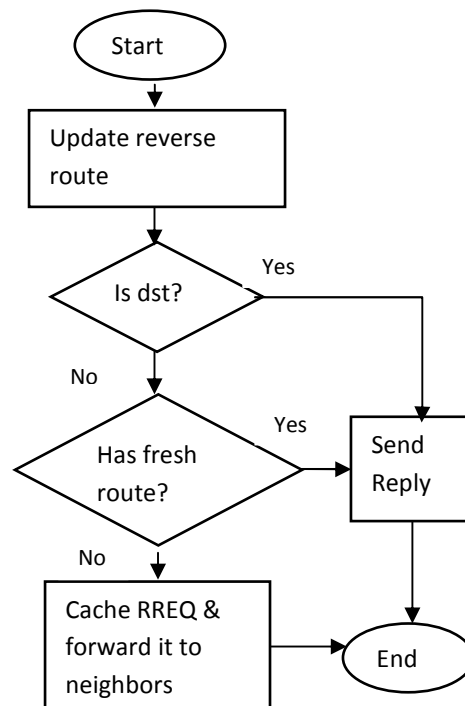 Start
Update reverse
route
Is dst?
Yes
No
Has fresh
route?
Yes
Send
Reply
No
Cache RREQ &
forward it to
neighbors
End